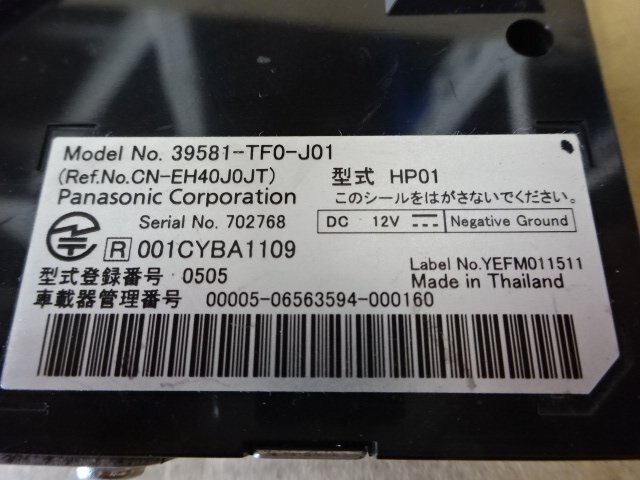 Model No. 39581-TF0-J01
(Ref.No.CN-EH40J0JT) 型式 HP01
Panasonic Corporation このシールをはがさないでください。
Serial No. 702768 DC 12V Negative Ground
R 001CYBA1109
型式登録番号 0505 Label No.YEFM011511
Made in Thailand
車載器管理番号 00005-06563594-000160